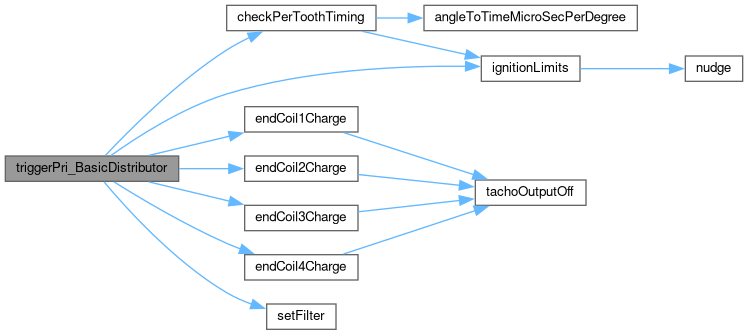 checkPerToothTiming
angleToTimeMicroSecPerDegree
ignitionLimits
nudge
endCoil1Charge
triggerPri_BasicDistributor
endCoil2Charge
tachoOutputOff
endCoil3Charge
endCoil4Charge
setFilter